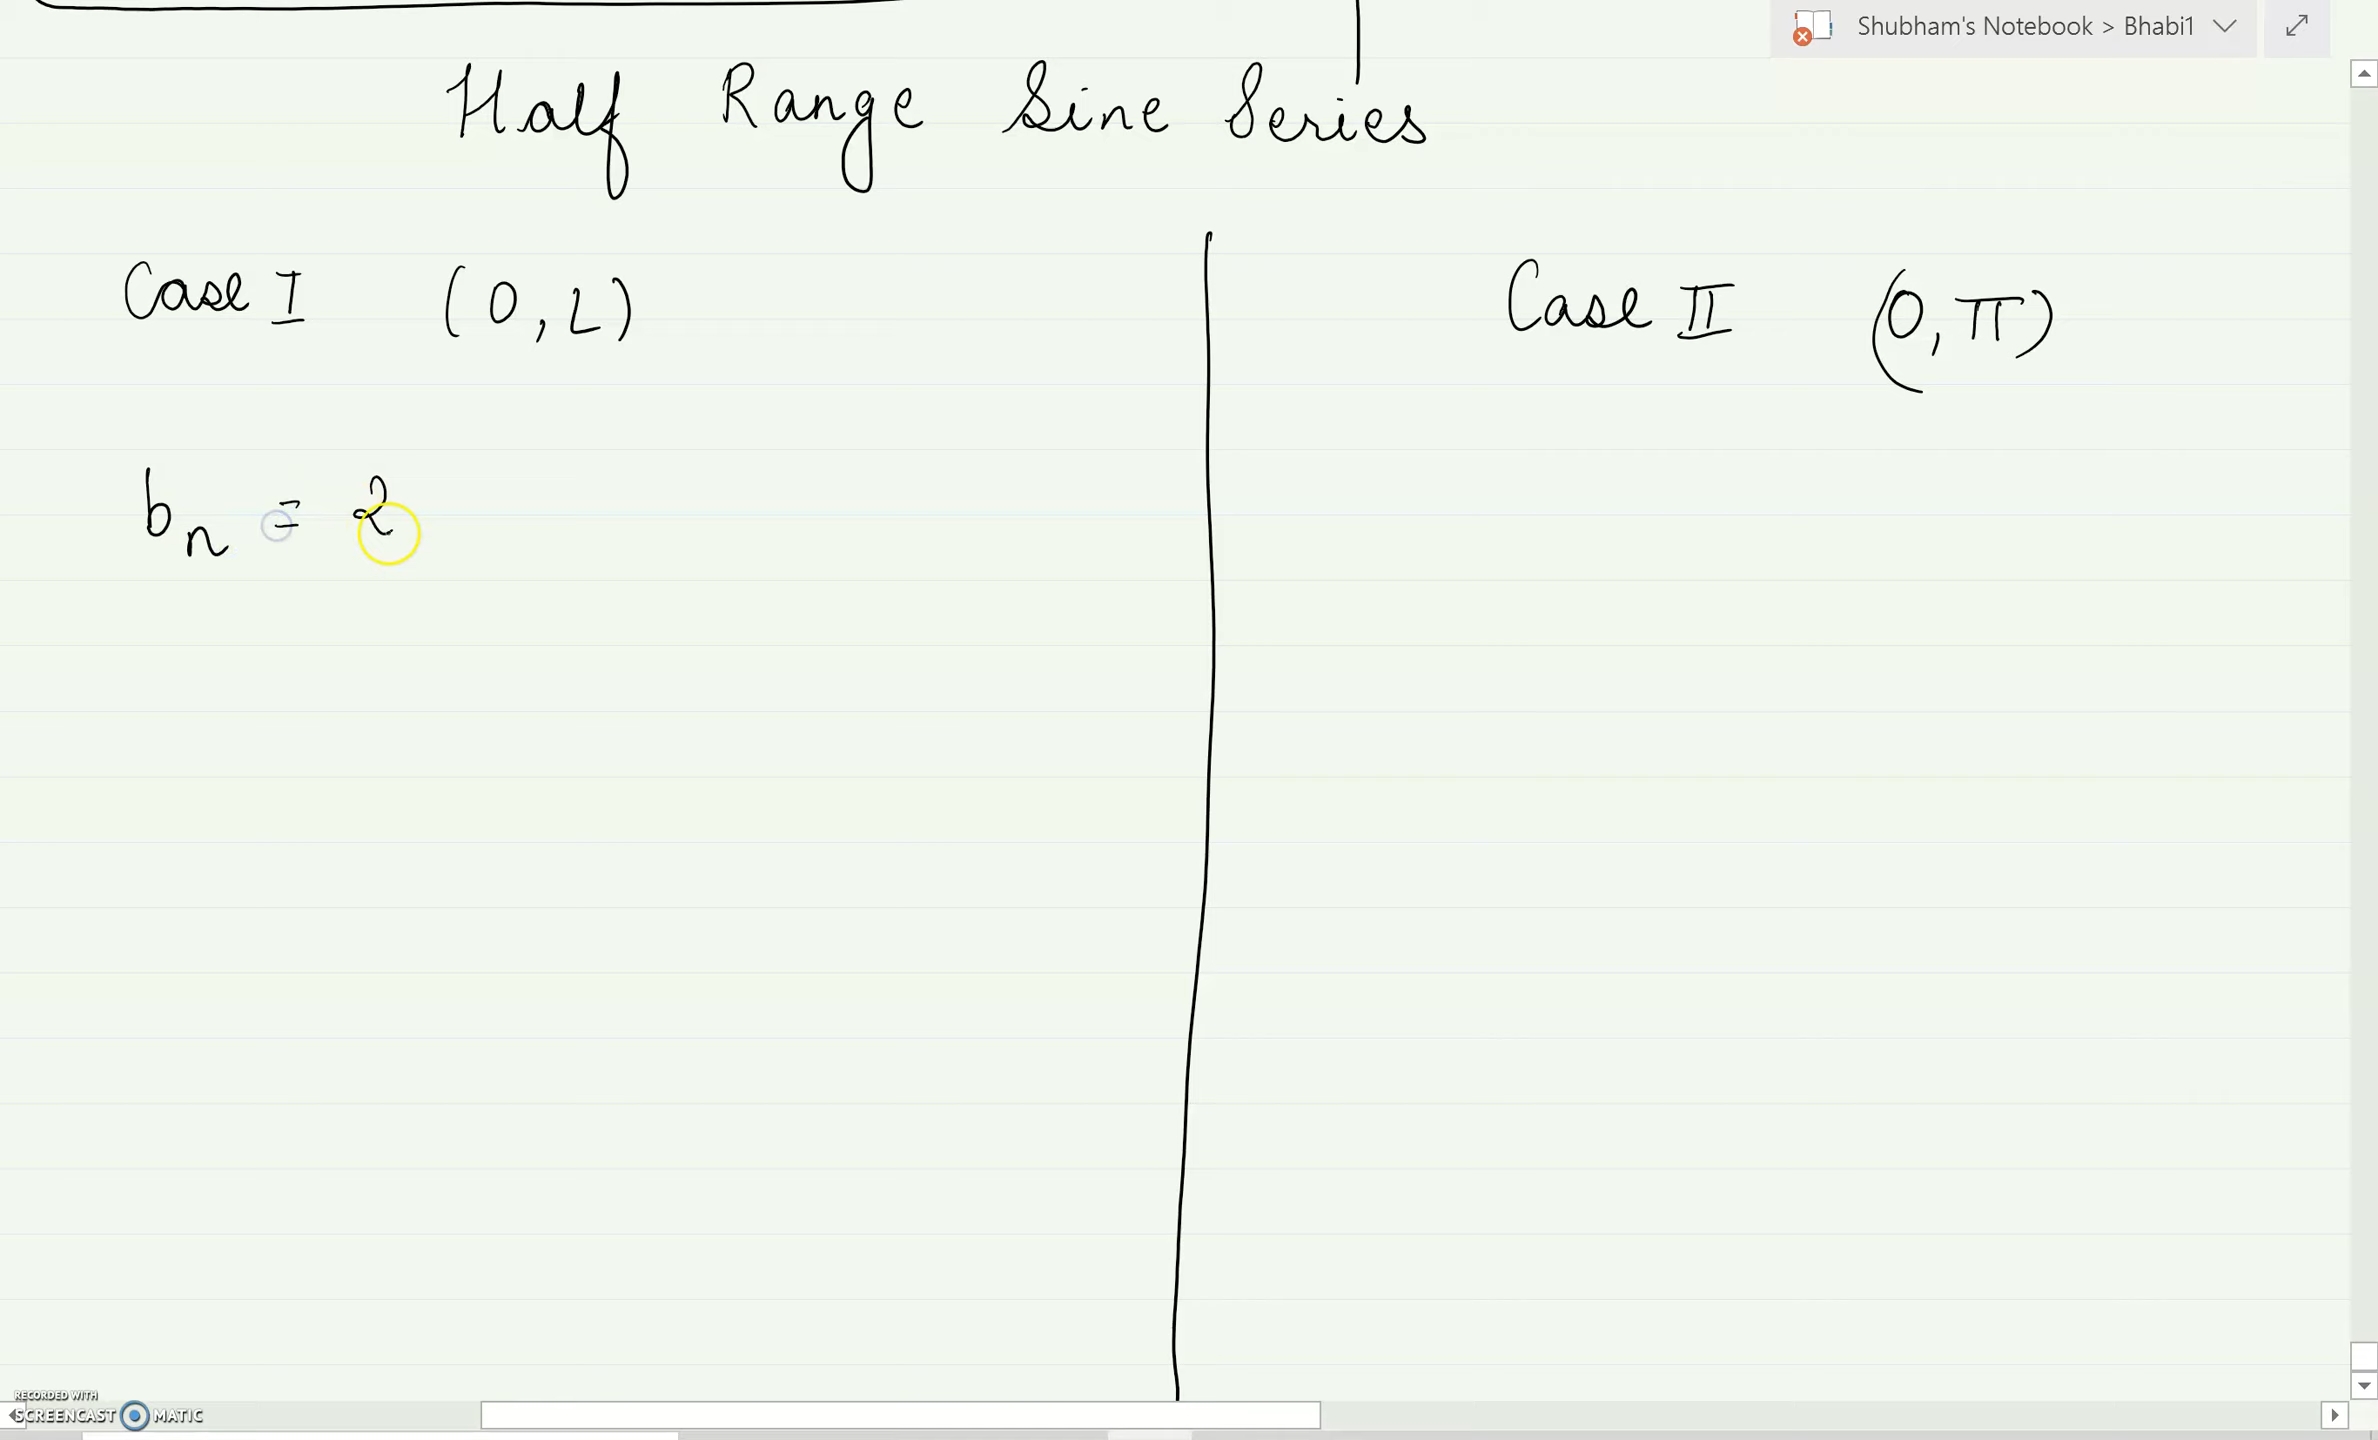 Shubham's Notebook > Bhabi1
Half Range Sine Series
Case I (0, L)
Case II (0, π)
bn = 2
RECORDED WITH
SCREENCAST MATIC